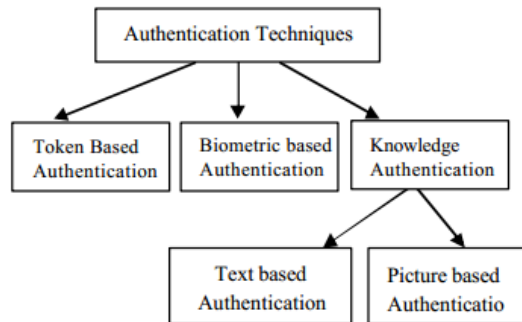 Authentication Techniques
Token Based
Authentication
Biometric based
Authentication
Knowledge
Authentication
Text based
Authentication
Picture based
Authenticatio